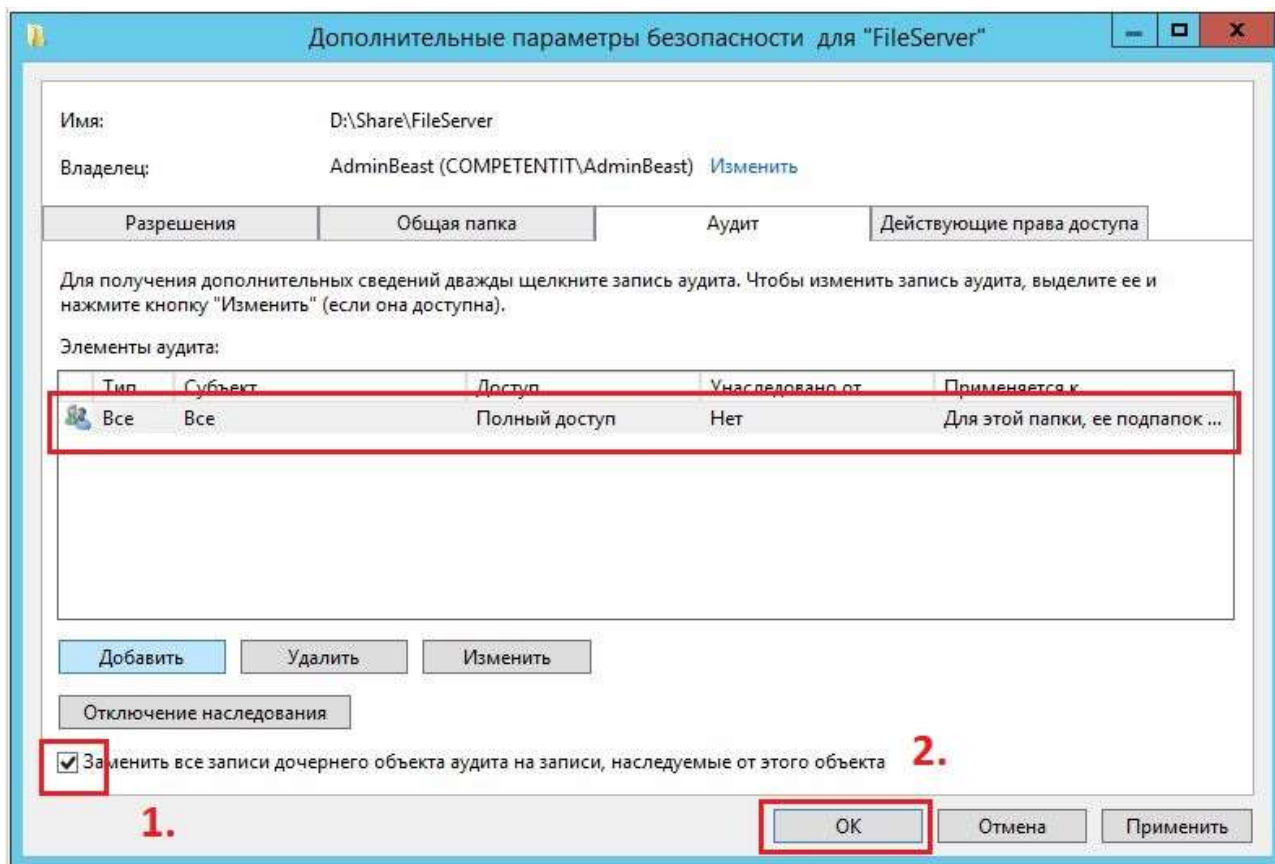 Дополнительные параметры безопасности для "FileServer"
Имя: D:\Share\FileServer
Владелец: AdminBeast (COMPETENTIT\AdminBeast) Изменить
Разрешения Общая папка Аудит Действующие права доступа
Для получения дополнительных сведений дважды щелкните запись аудита. Чтобы изменить запись аудита, выделите ее и
нажмите кнопку "Изменить" (если она доступна).
Элементы аудита:
Тип Субъект Доступ Унаследовано от Применяется к
Все Все Полный доступ Нет Для этой папки, ее подпапок ...
Добавить Удалить Изменить
Отключение наследования
Заменить все записи дочернего объекта аудита на записи, наследуемые от этого объекта 2.
1. ОК Отмена Применить